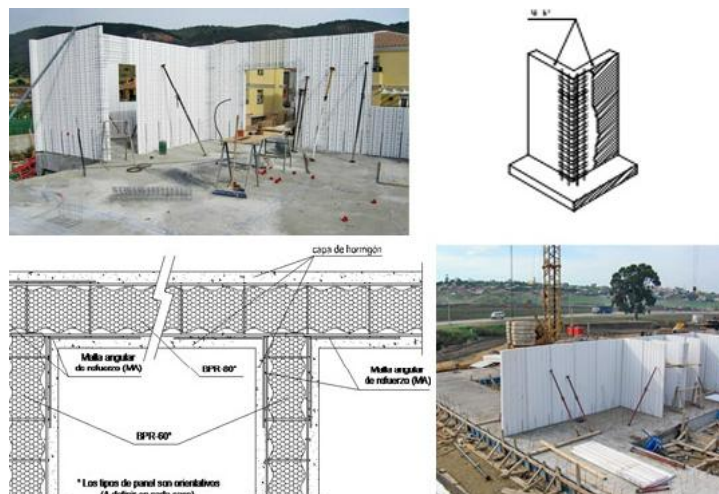 capa de hormgón
Malla angular
de refuerzo (MA)
BPR-80*
Malla angular
de refuerzo (MA)
BPR-60*
* Los tipos de panel son orientativos